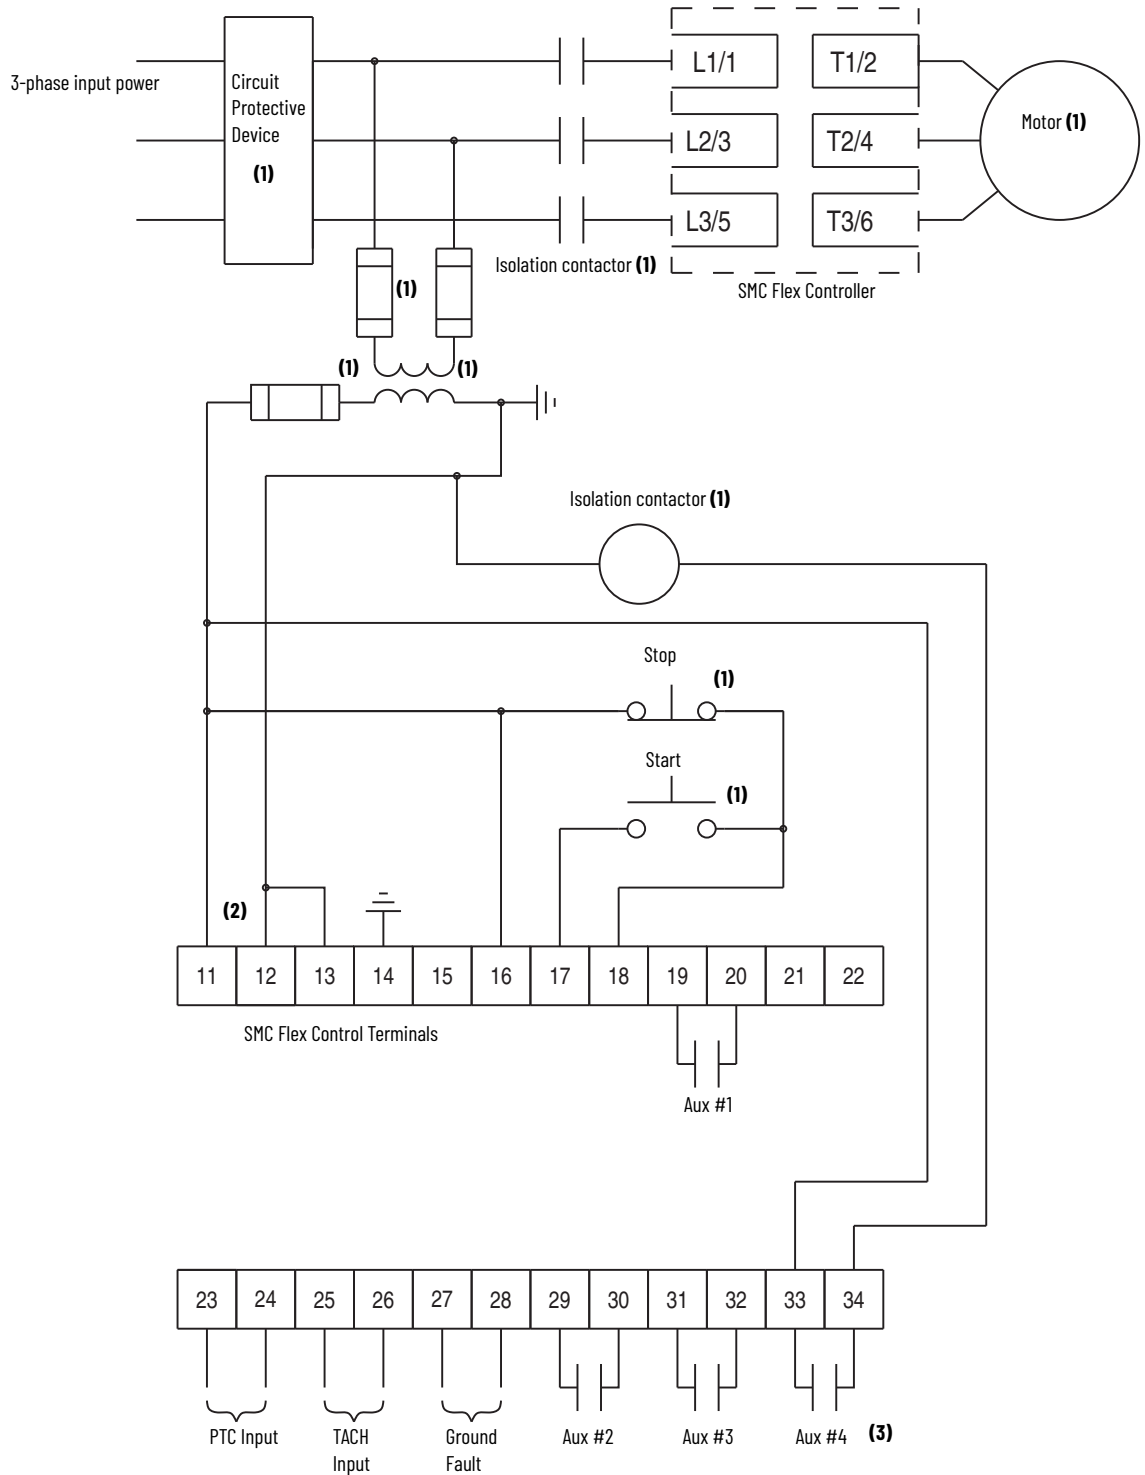 L1/1
T1/2
3-phase input power
Circuit
Protective
Device
(1)
Motor (1)
L2/3
T2/4
L3/5
T3/6
Isolation contactor (1)
SMC Flex Controller
(1)
(1)
(1)
Isolation contactor (1)
Stop
(1)
Start
(1)
(2)
11 12 13 14 15 16 17 18 19 20 21 22
SMC Flex Control Terminals
Aux #1
23 24 25 26 27 28 29 30 31 32 33 34
PTC Input
TACH
Input
Ground
Fault
Aux #2
Aux #3
Aux #4 (3)